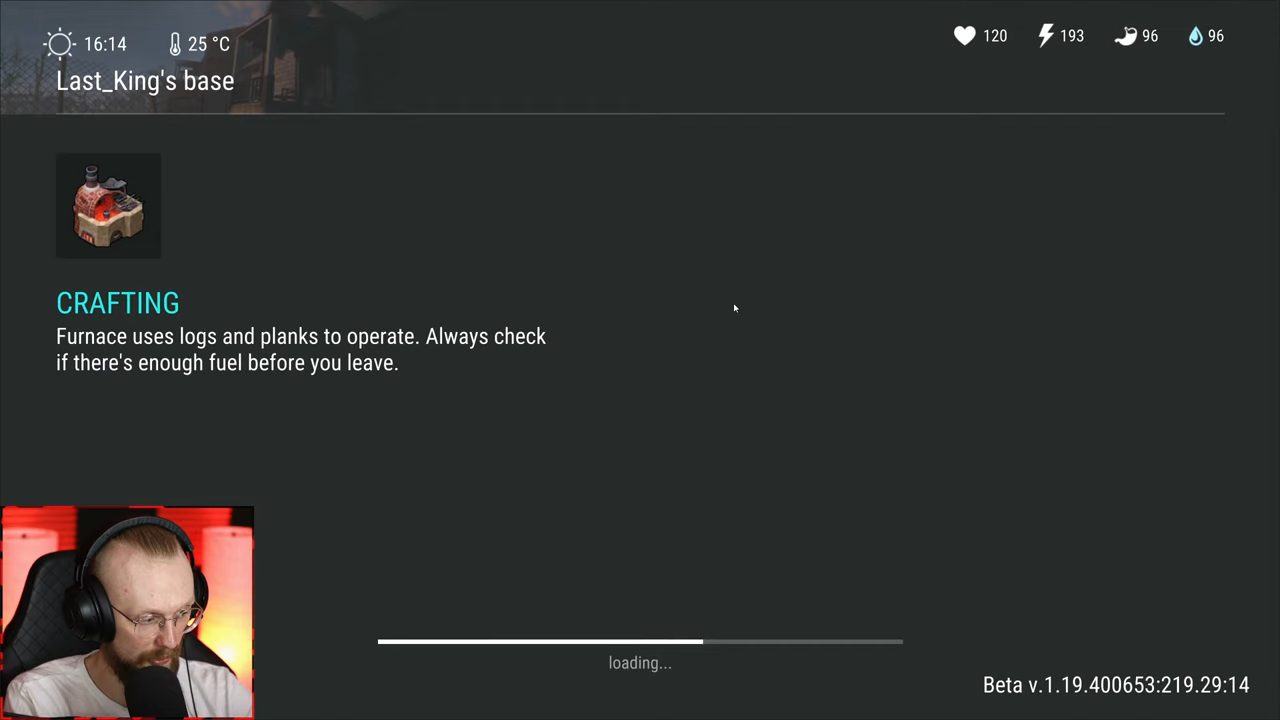 16:14 25 °C 120 193 96 96
Last_King's base
CRAFTING
Furnace uses logs and planks to operate. Always check
if there's enough fuel before you leave.
loading...
Beta v.1.19.400653:219.29:14